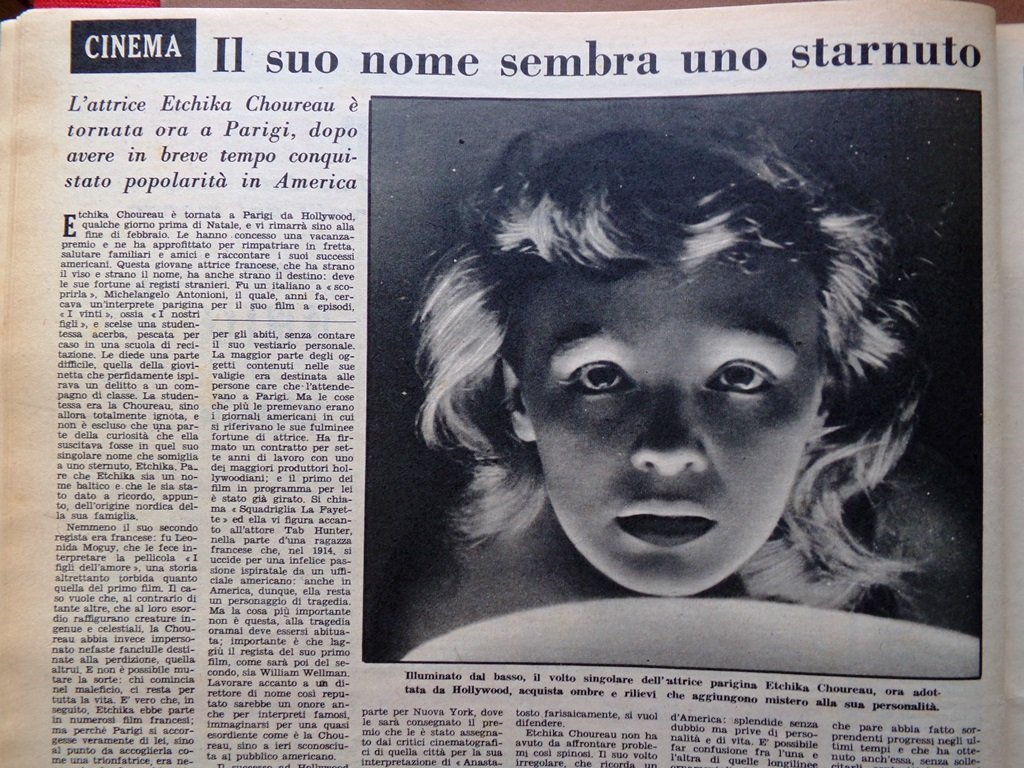 CINEMA
Il suo nome sembra uno starnuto
L'attrice Etchika Choureau è
tornata ora a Parigi, dopo
avere in breve tempo conqui-
stato popolarità in America
Etchika Choureau è tornata a Parigi da Hollywood,
qualche giorno prima di Natale, e vi rimarrà sino alla
fine di febbraio. Le hanno concesso una vacanza-
premio e ne ha approfittato per rimpatriare in fretta,
salutare familiari e amici e raccontare i suoi successi
americani. Questa giovane attrice francese, che ha strano
il viso e strano il nome, ha anche strano il destino: deve
le sue fortune ai registi stranieri. Fu un italiano a « sco-
prirla », Michelangelo Antonioni, il quale, anni fa, cer-
cava un'interprete parigina per il suo film a episodi,
« I vinti », ossia « I nostri
figli », e scelse una studen-
tessa acerba, pescata per
caso in una scuola di reci-
tazione. Le diede una parte
difficile, quella della giovi-
netta che perfidamente ispi-
rava un delitto a un com-
pagno di classe. La studen-
tessa era la Choureau, sino
allora totalmente ignota, e
non è escluso che una par-
te della curiosità che ella
suscitava fosse in quel suo
singolare nome che somiglia
a uno sternuto, Etchika. Pa-
re che Etchika sia un no-
me baltico e che le sia sta-
to dato a ricordo, appun-
to, dell'origine nordica del-
la sua famiglia.
Nemmeno il suo secondo
regista era francese: fu Leo-
nida Moguy, che le fece in-
terpretare la pellicola « I
figli dell'amore », una storia
altrettanto torbida quanto
quella del primo film. Il ca-
so vuole che, al contrario di
tante altre, che al loro esor-
dio raffigurano creature in-
genue e celestiali, la Chou-
reau abbia invece imperso-
nato nefaste fanciulle desti-
nate alla perdizione, quella
altrui. E non è possibile mu-
tare la sorte: chi comincia
nel maleficio, ci resta per
tutta la vita. E' vero che, in
seguito, Etchika ebbe parte
in numerosi film francesi;
ma perché Parigi si accor-
gesse veramente di lei, sino
al punto da accoglierla co-
me una trionfatrice, era ne-
per gli abiti, senza contare
il suo vestiario personale.
La maggior parte degli og-
getti contenuti nelle sue
valigie era destinata alle
persone care che l'attende-
vano a Parigi. Ma le cose
che più le premevano erano
i giornali americani in cui
si riferivano le sue fulminee
fortune di attrice. Ha fir-
mato un contratto per set-
te anni di lavoro con uno
dei maggiori produttori hol-
lywoodiani; e il primo dei
film in programma per lei
è stato già girato. Si chia-
ma « Squadriglia La Fayet-
te » ed ella vi figura accan-
to all'attore Tab Hunter,
nella parte d'una ragazza
francese che, nel 1914, si
uccide per una infelice pas-
sione ispiratale da un uffi-
ciale americano: anche in
America, dunque, ella resta
un personaggio di tragedia.
Ma la cosa più importante
non è questa, alla tragedia
oramai deve essersi abitua-
ta; importante è che lag-
giù il regista del suo primo
film, come sarà poi del se-
condo, sia William Wellman.
Lavorare accanto a un di-
rettore di nome così repu-
tato sarebbe un onore an-
che per interpreti famosi,
immaginarsi per una quasi
esordiente come è la Chou-
reau, sino a ieri sconosciu-
ta al pubblico americano.
Il successo ad Hollywood
Illuminato dal basso, il volto singolare dell'attrice parigina Etchika Choureau, ora adot-
tata da Hollywood, acquista ombre e rilievi che aggiungono mistero alla sua personalità.
parte per Nuova York, dove
le sarà consegnato il pre-
mio che le è stato assegna-
to dai critici cinematografi-
ci di quella città per la sua
interpretazione di « Anasta-
tosto farisaicamente, si vuol
difendere.
Etchika Choureau non ha
avuto da affrontare proble-
mi così spinosi. Il suo volto
irregolare, che ricorda un
d'America: splendide senza
dubbio ma prive di perso-
nalità e di vita. E' possibile
far confusione fra l'una e
l'altra di quelle longilinee
che pare abbia fatto sor-
prendenti progressi negli ul-
timi tempi e che ha otte-
nuto anch'essa, senza solle-